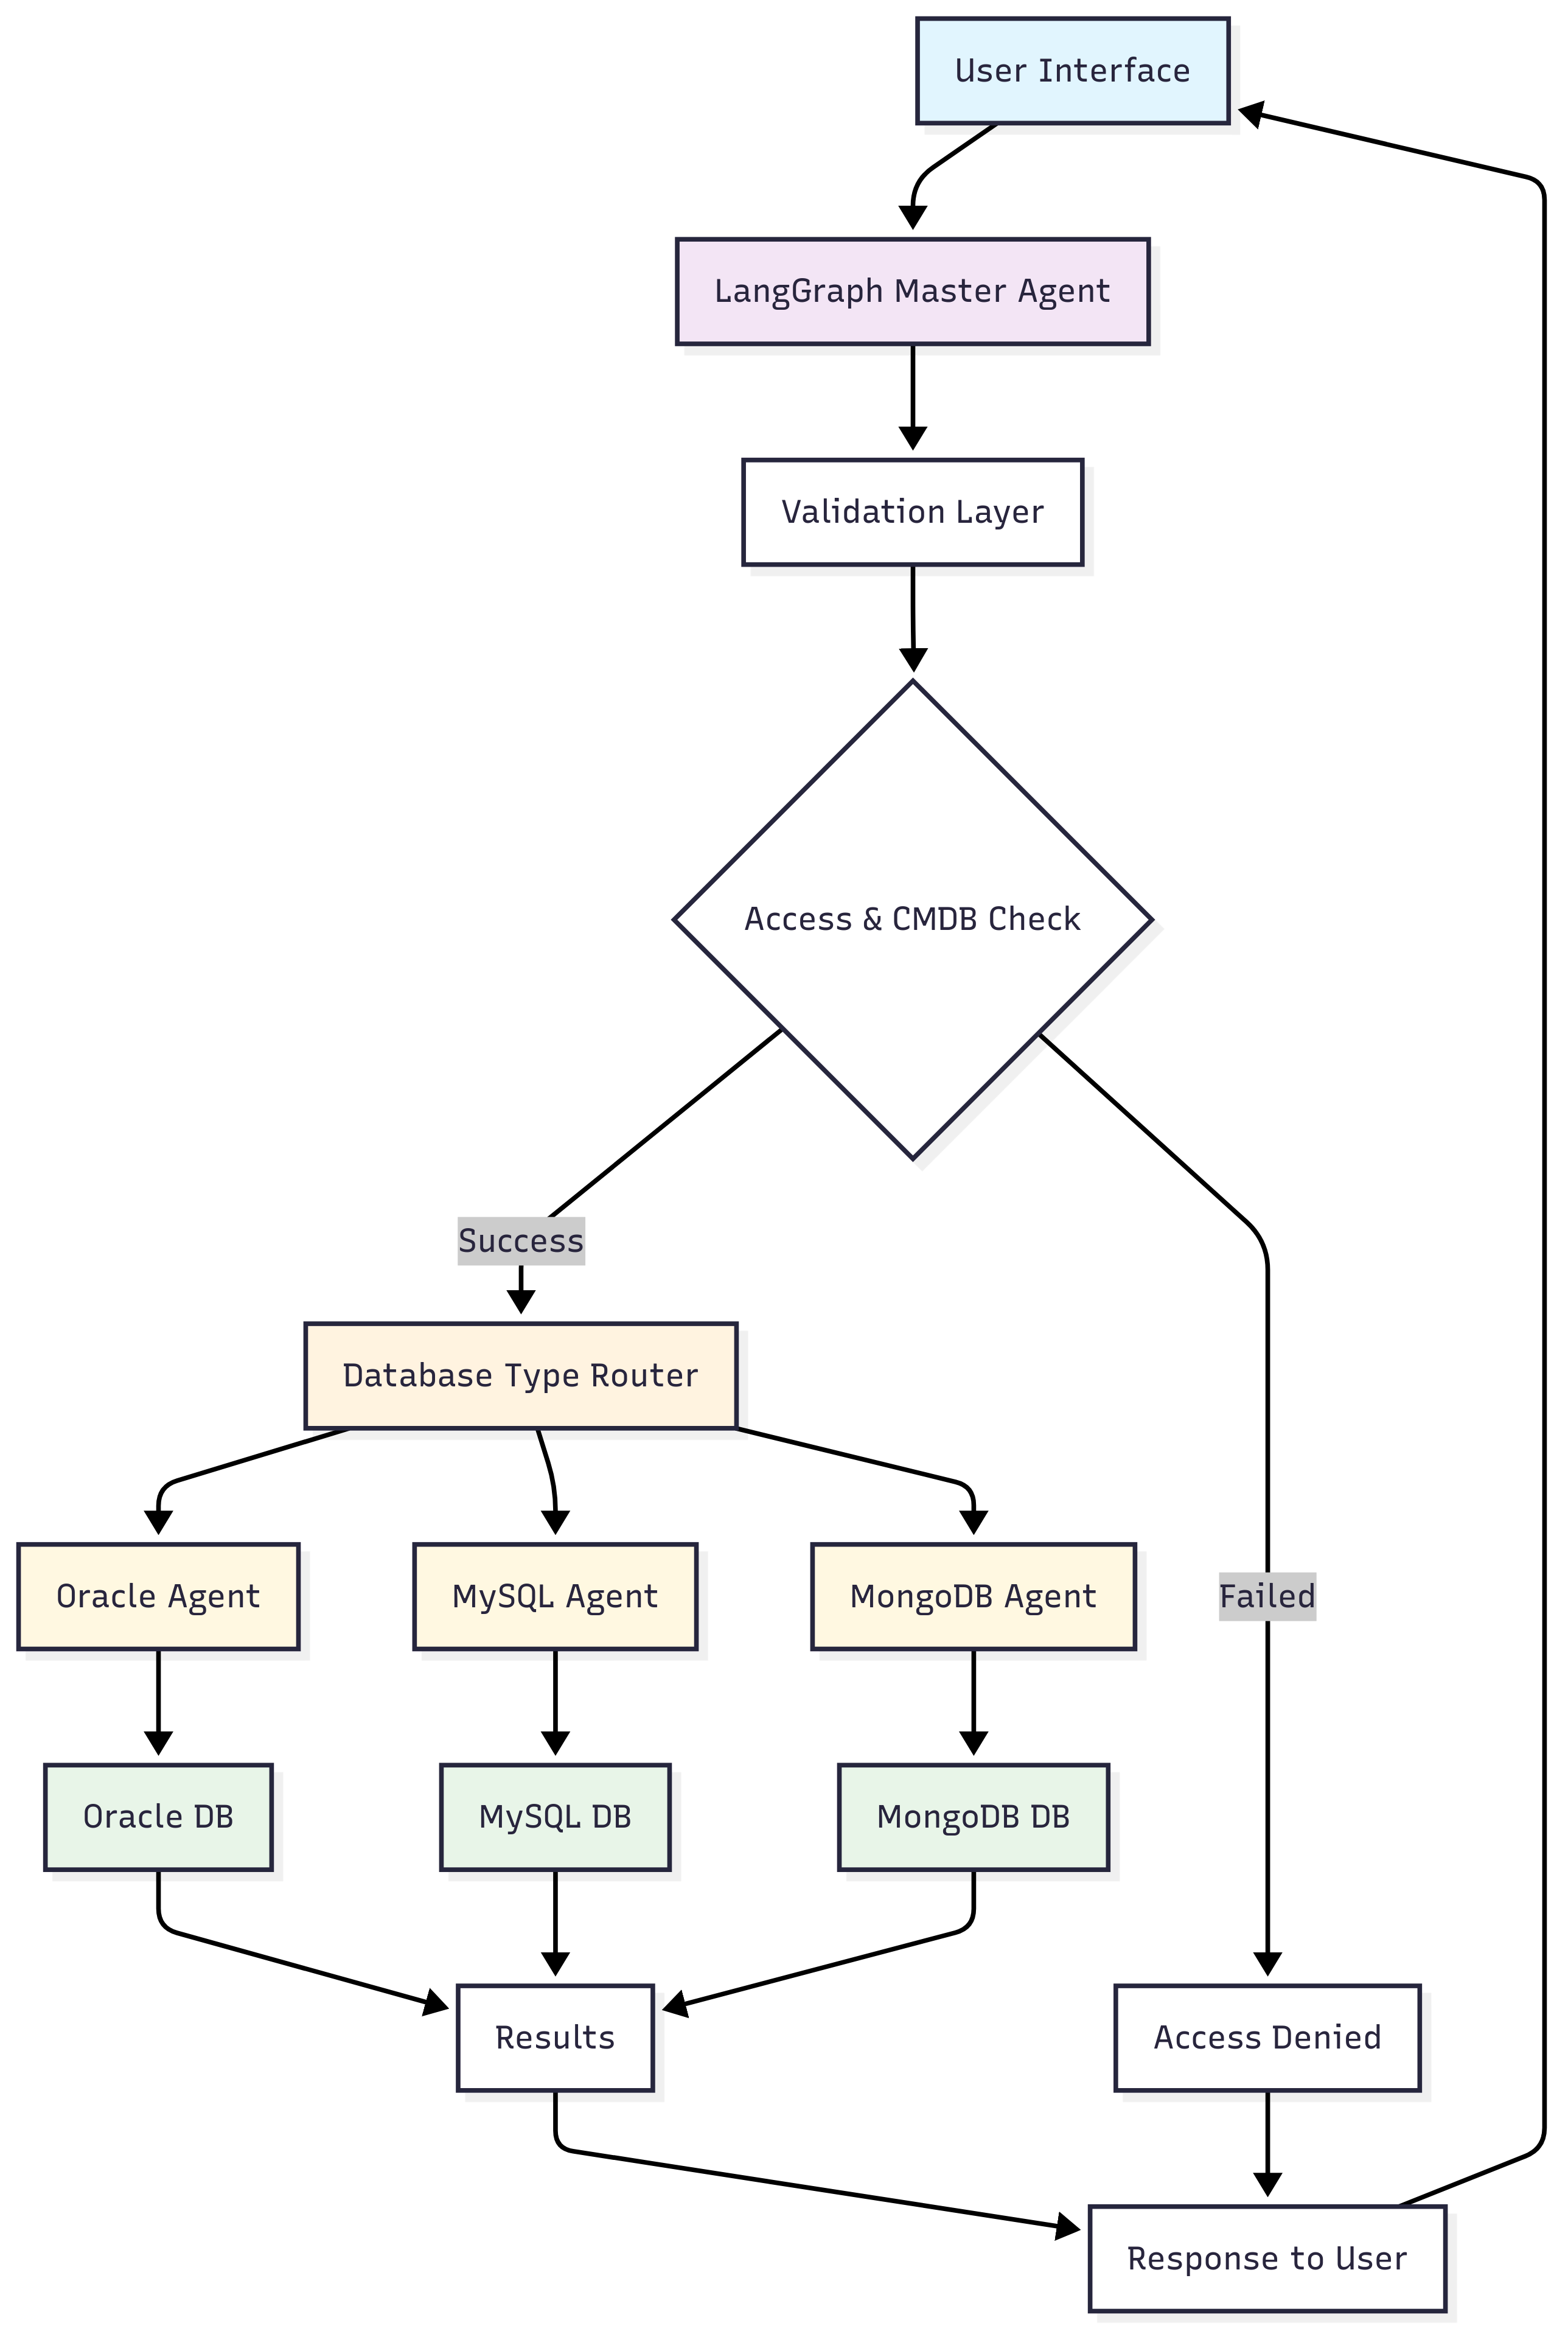 User Interface
LangGraph Master Agent
Validation Layer
Access & CMDB Check
Success
Database Type Router
Oracle Agent
MySQL Agent
MongoDB Agent
Failed
Oracle DB
MySQL DB
MongoDB DB
Results
Access Denied
Response to User